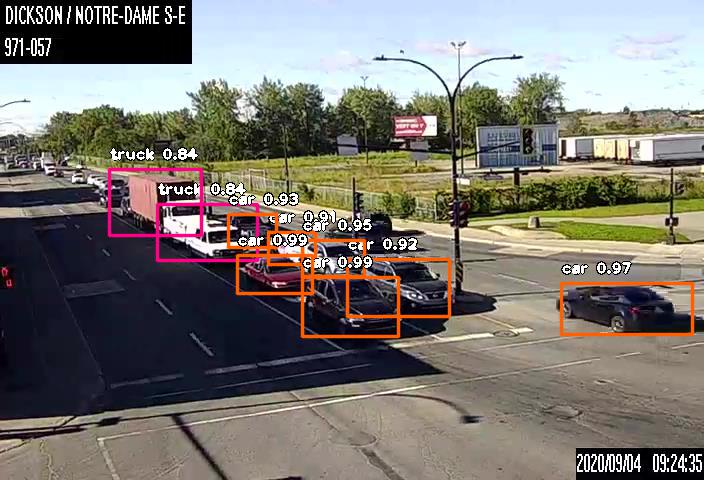 DICKSON / NOTRE-DAME S-E
971-057
truck 0.84
truck 0.84
car 0.93
car 0.91
car 0.95
car 0.99
car 0.92
car 0.99
car 0.97
2020/09/04 09:24:35